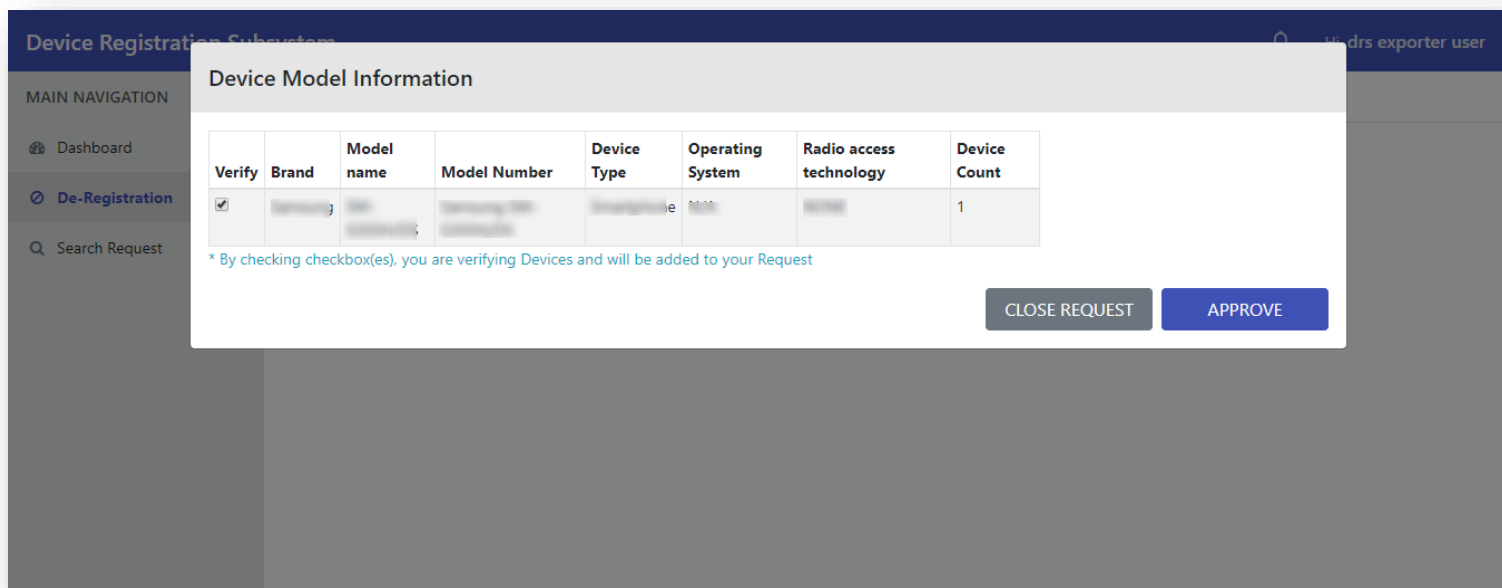 Device Registration Subsystem
Hi, drs exporter user
Device Model Information
MAIN NAVIGATION
Dashboard
De-Registration
Search Request
Verify Brand Model name Model Number Device Type Operating System Radio access technology Device Count
1
* By checking checkbox(es), you are verifying Devices and will be added to your Request
CLOSE REQUEST APPROVE